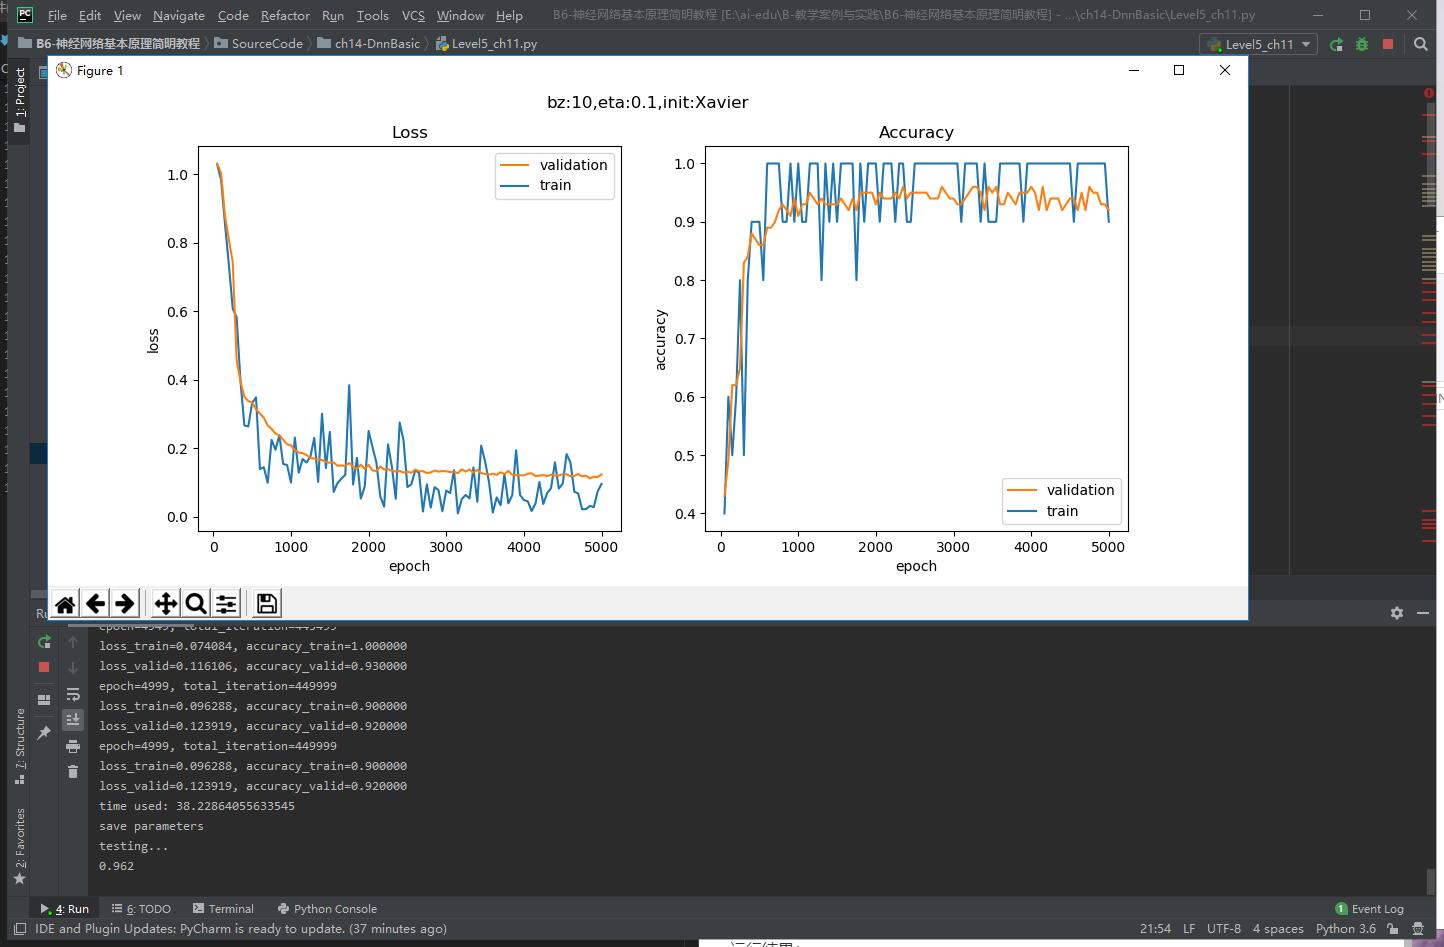 File Edit View Navigate Code Refactor Run Tools VCS Window Help
B6-神经网络基本原理简明教程 [E:\ai-edu\B-教学案例与实践\B6-神经网络基本原理简明教程] - ...\ch14-DnnBasic\Level5_ch11.py
B6-神经网络基本原理简明教程 SourceCode ch14-DnnBasic Level5_ch11.py
Level5_ch11
1: Project
Figure 1
bz:10,eta:0.1,init:Xavier
Loss
validation
train
1.0
0.8
0.6
0.4
0.2
0.0
loss
0 1000 2000 3000 4000 5000
epoch
Accuracy
1.0
0.9
0.8
0.7
0.6
0.5
0.4
accuracy
validation
train
0 1000 2000 3000 4000 5000
epoch
loss_train=0.074084, accuracy_train=1.000000
loss_valid=0.116106, accuracy_valid=0.930000
epoch=4999, total_iteration=449999
loss_train=0.096288, accuracy_train=0.900000
loss_valid=0.123919, accuracy_valid=0.920000
epoch=4999, total_iteration=449999
loss_train=0.096288, accuracy_train=0.900000
loss_valid=0.123919, accuracy_valid=0.920000
time used: 38.22864055633545
save parameters
testing...
0.962
7: Structure
2: Favorites
4: Run 6: TODO Terminal Python Console
1 Event Log
IDE and Plugin Updates: PyCharm is ready to update. (37 minutes ago)
21:54 LF UTF-8 4 spaces Python 3.6